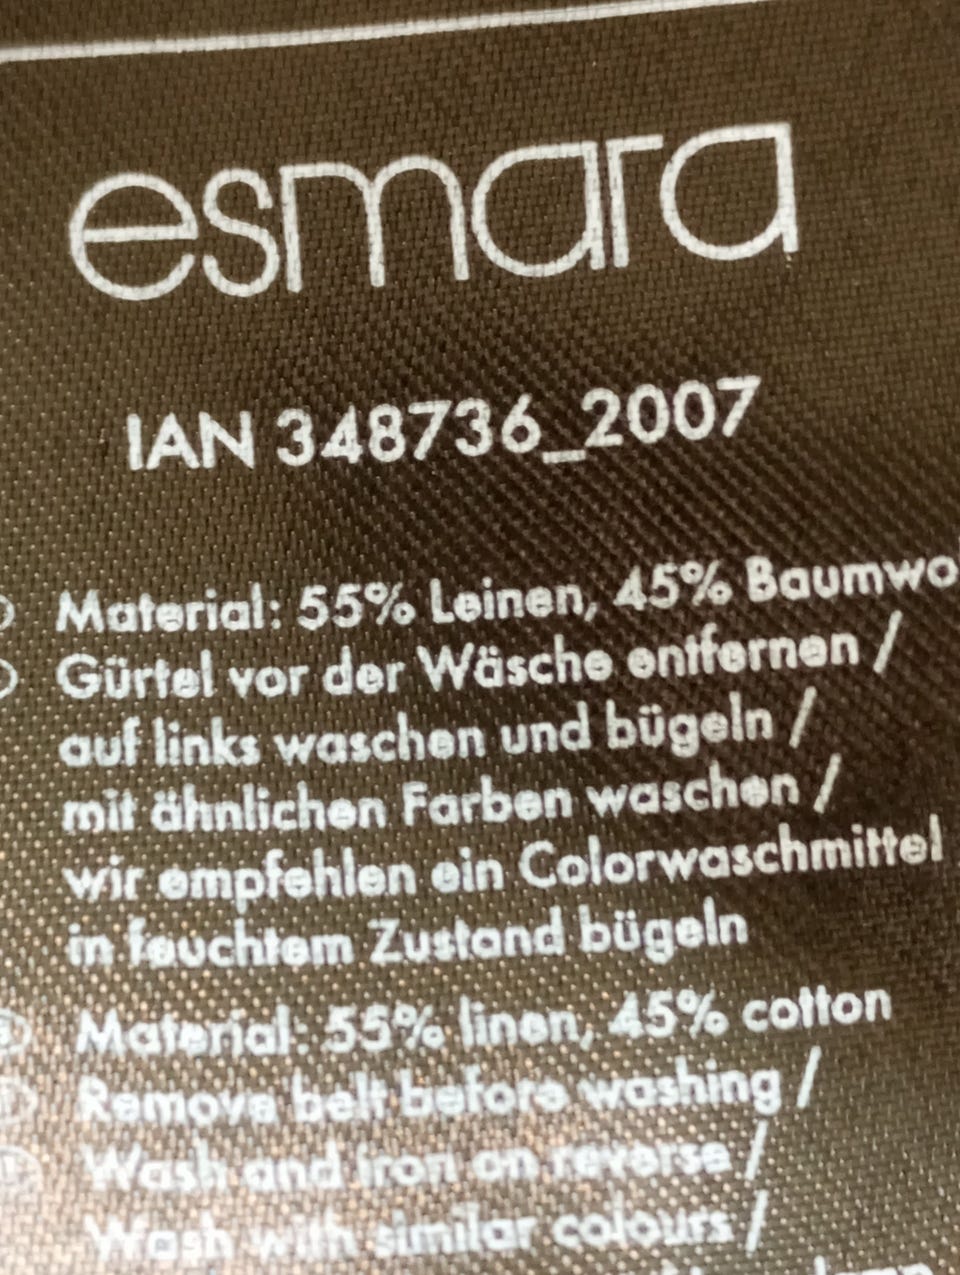 esmara
IAN 348736_2007
Material: 55% Leinen, 45% Baumwo
Gürtel vor der Wäsche entfernen /
auf links waschen und bügeln /
mit ähnlichen Farben waschen /
wir empfehlen ein Colorwaschmittel
in feuchtem Zustand bügeln
Material: 55% linen, 45% cotton
Remove belt before washing /
Wash and iron on reverse /
Wash with similar colours /